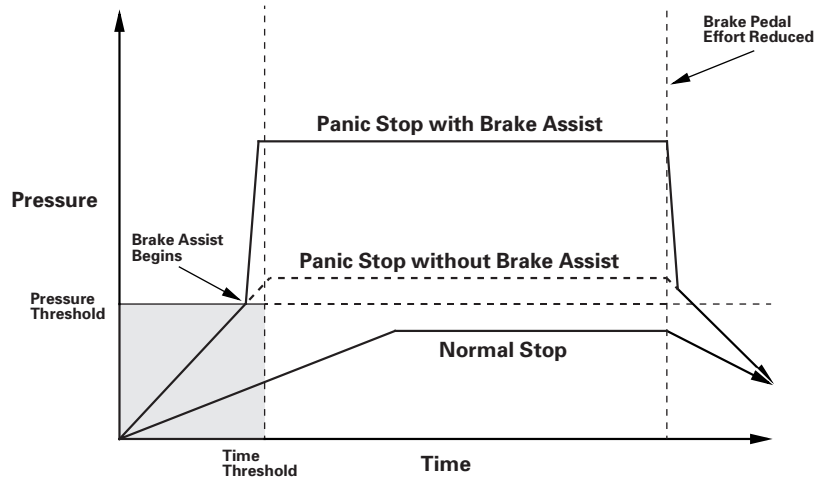 Brake Pedal
Effort Reduced
Panic Stop with Brake Assist
Pressure
Brake Assist
Begins
Panic Stop without Brake Assist
Pressure
Threshold
Normal Stop
Time
Threshold
Time